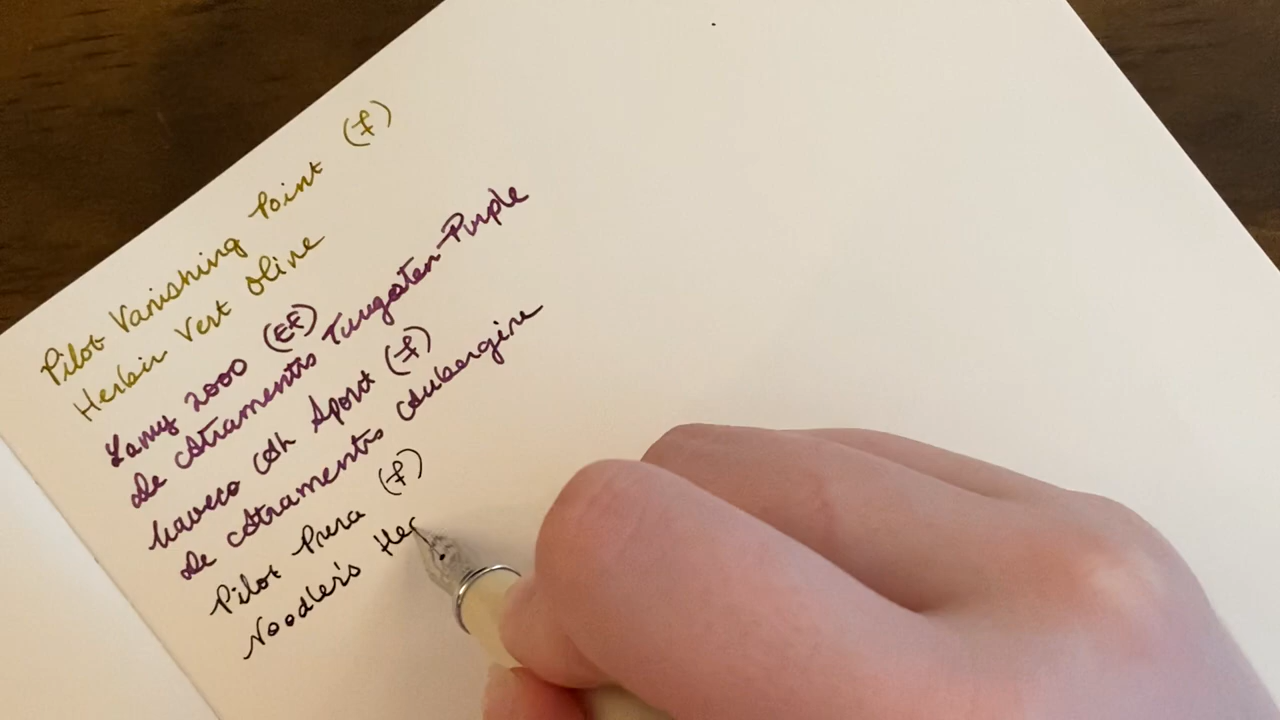 Pilot Vanishing Point (f)
Herbin Vert Olive
Lamy 2000 (EF)
De Atramentis Tungsten-Purple
Kaweco Al Sport (f)
De Atramentis Aubergine
Pilot Prera (f)
Noodler's Hea